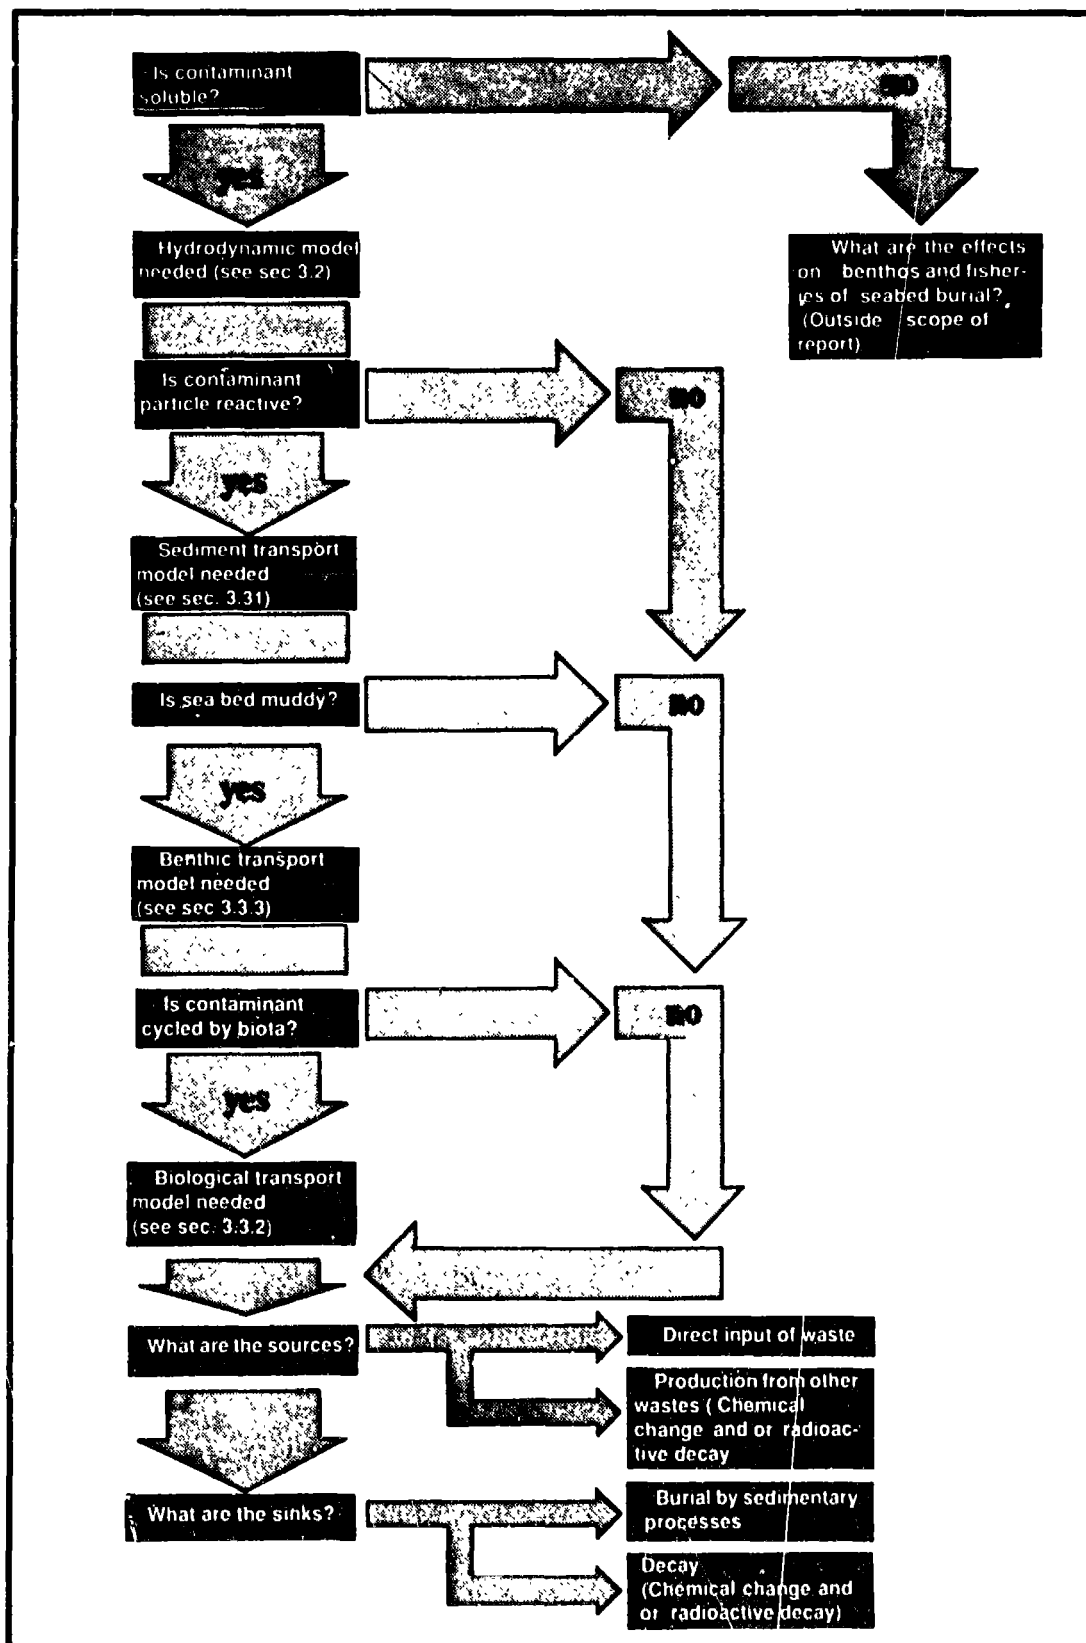 Is contaminant
soluble?
no
yes
Hydrodynamic model
needed (see sec 3.2)
What are the effects
on benthos and fisher-
ies of seabed burial?
(Outside scope of
report)
Is contaminant
particle reactive?
no
yes
Sediment transport
model needed
(see sec. 3.31)
Is sea bed muddy?
no
yes
Benthic transport
model needed
(see sec 3.3.3)
Is contaminant
cycled by biota?
no
yes
Biological transport
model needed
(see sec. 3.3.2)
What are the sources?
Direct input of waste
Production from other
wastes ( Chemical
change and or radioac-
tive decay
What are the sinks?
Burial by sedimentary
processes
Decay
(Chemical change and
or radioactive decay)